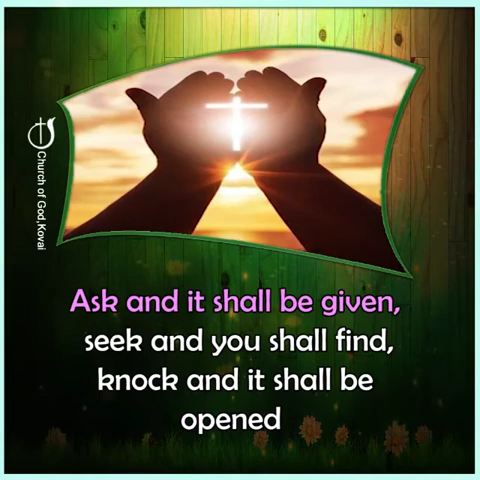 Church of God,Kovai
Ask and it shall be given,
seek and you shall find,
knock and it shall be
opened